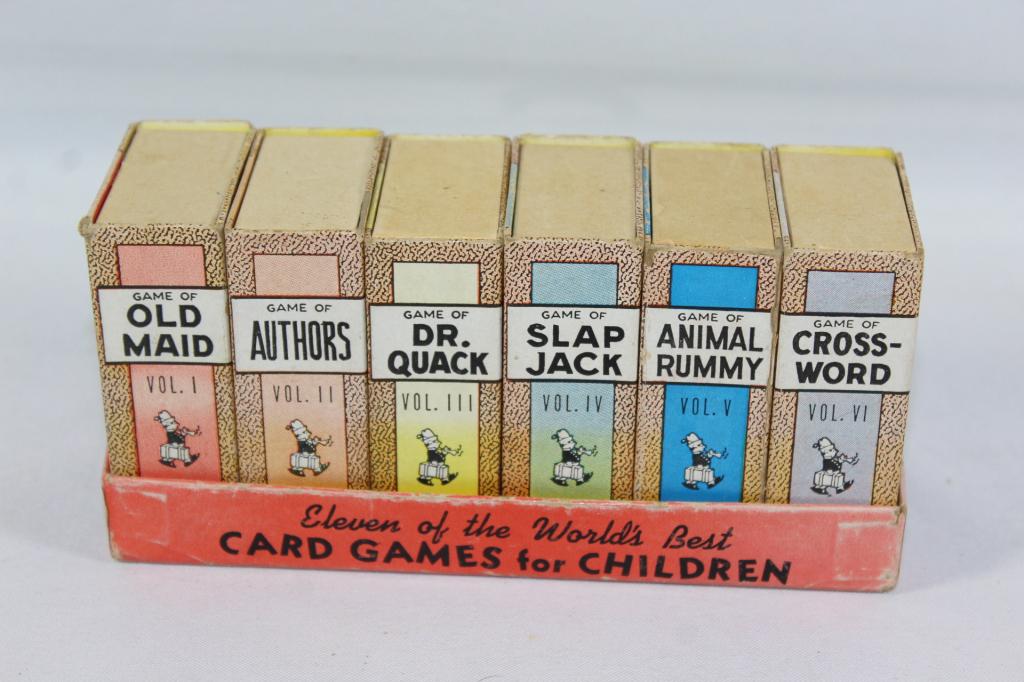 GAME OF
OLD
MAID
VOL. I
GAME OF
AUTHORS
VOL. II
GAME OF
DR.
QUACK
VOL. III
GAME OF
SLAP
JACK
VOL. IV
GAME OF
ANIMAL
RUMMY
VOL. V
GAME OF
CROSS-
WORD
VOL. VI
Eleven of the World's Best
CARD GAMES for CHILDREN